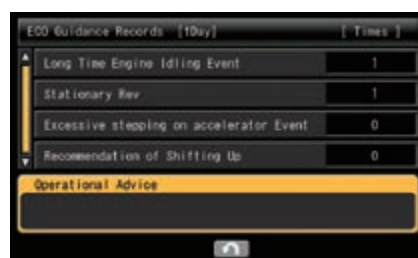 ECO Guidance Records [1Day] [ Times ]
Long Time Engine Idling Event 1
Stationary Rev 1
Excessive stepping on accelerator Event 0
Recommendation of Shifting Up 0
Operational Advice